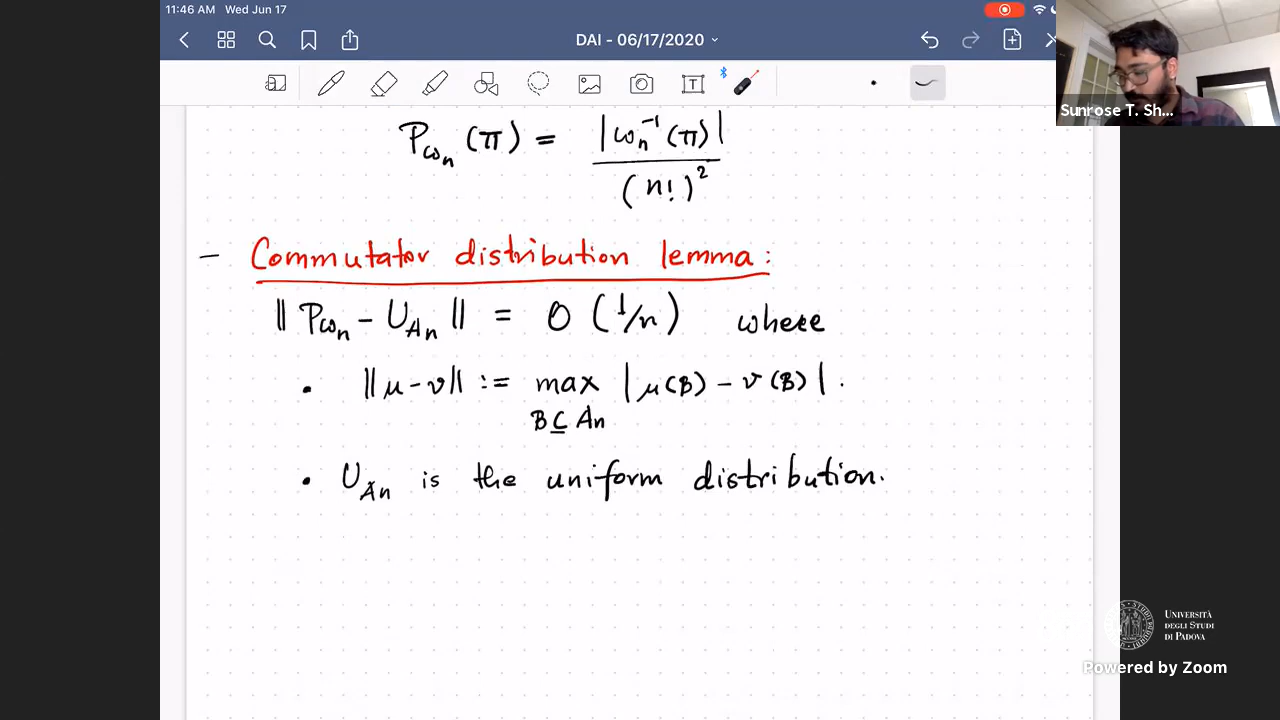 11:46 AM Wed Jun 17
DAI - 06/17/2020
Sunrose T. Sh...
P_{ω_n}(π) = |ω_n^{-1}(π)| / (n!)^2
- Commutator distribution lemma:
‖P_{ω_n} - U_{A_n}‖ = O(1/n) where
• ‖μ-ν‖ := max_{B ⊆ A_n} |μ(B) - ν(B)|.
• U_{A_n} is the uniform distribution.
UNIVERSITÀ
DEGLI STUDI
DI PADOVA
Powered by Zoom